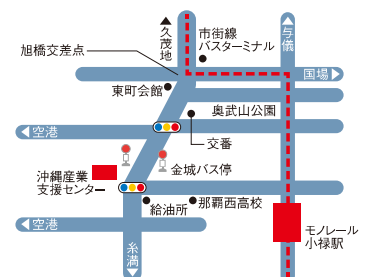 ▲久茂地
市街線
バスターミナル
▲与儀
旭橋交差点
国場▶
東町会館
奥武山公園
◀空港
交番
沖縄産業
支援センター
金城バス停
給油所
那覇西高校
◀空港
モノレール
小禄駅
糸満▼